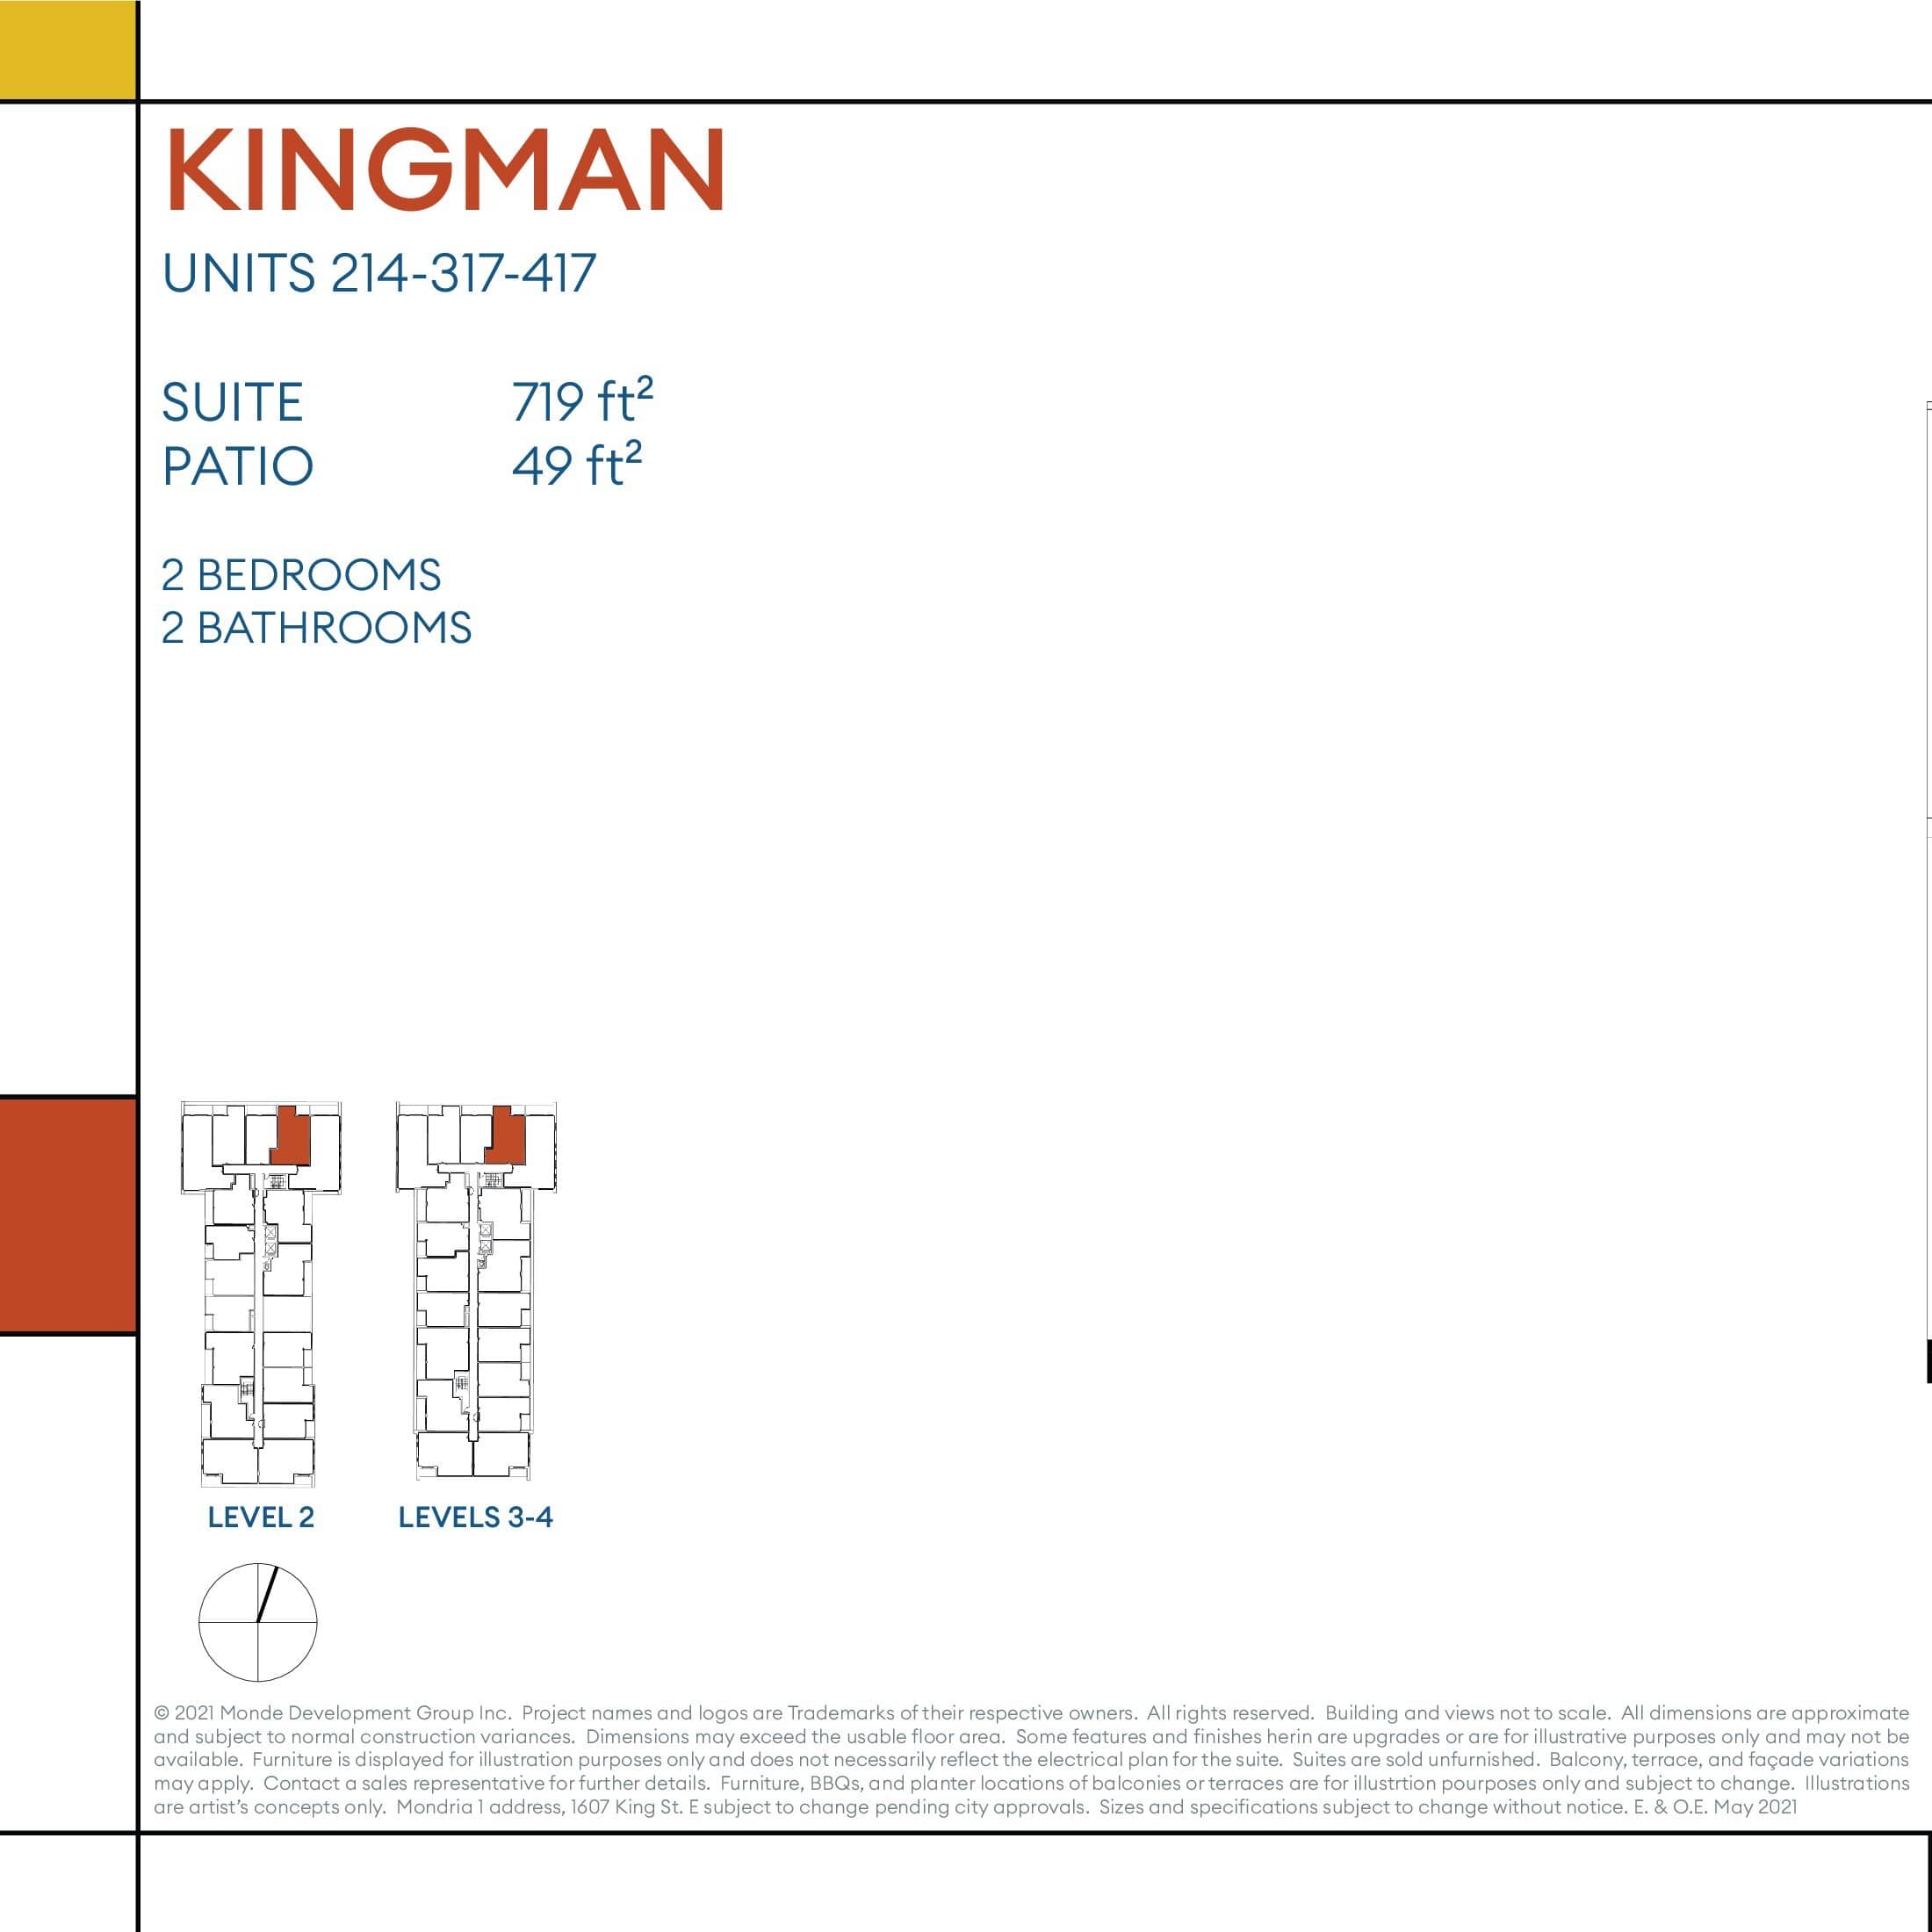 KINGMAN
UNITS 214-317-417
SUITE 719 ft²
PATIO 49 ft²
2 BEDROOMS
2 BATHROOMS
LEVEL 2 LEVELS 3-4
© 2021 Monde Development Group Inc. Project names and logos are Trademarks of their respective owners. All rights reserved. Building and views not to scale. All dimensions are approximate
and subject to normal construction variances. Dimensions may exceed the usable floor area. Some features and finishes herin are upgrades or are for illustrative purposes only and may not be
available. Furniture is displayed for illustration purposes only and does not necessarily reflect the electrical plan for the suite. Suites are sold unfurnished. Balcony, terrace, and façade variations
may apply. Contact a sales representative for further details. Furniture, BBQs, and planter locations of balconies or terraces are for illustrtion pourposes only and subject to change. Illustrations
are artist's concepts only. Mondria 1 address, 1607 King St. E subject to change pending city approvals. Sizes and specifications subject to change without notice. E. & O.E. May 2021